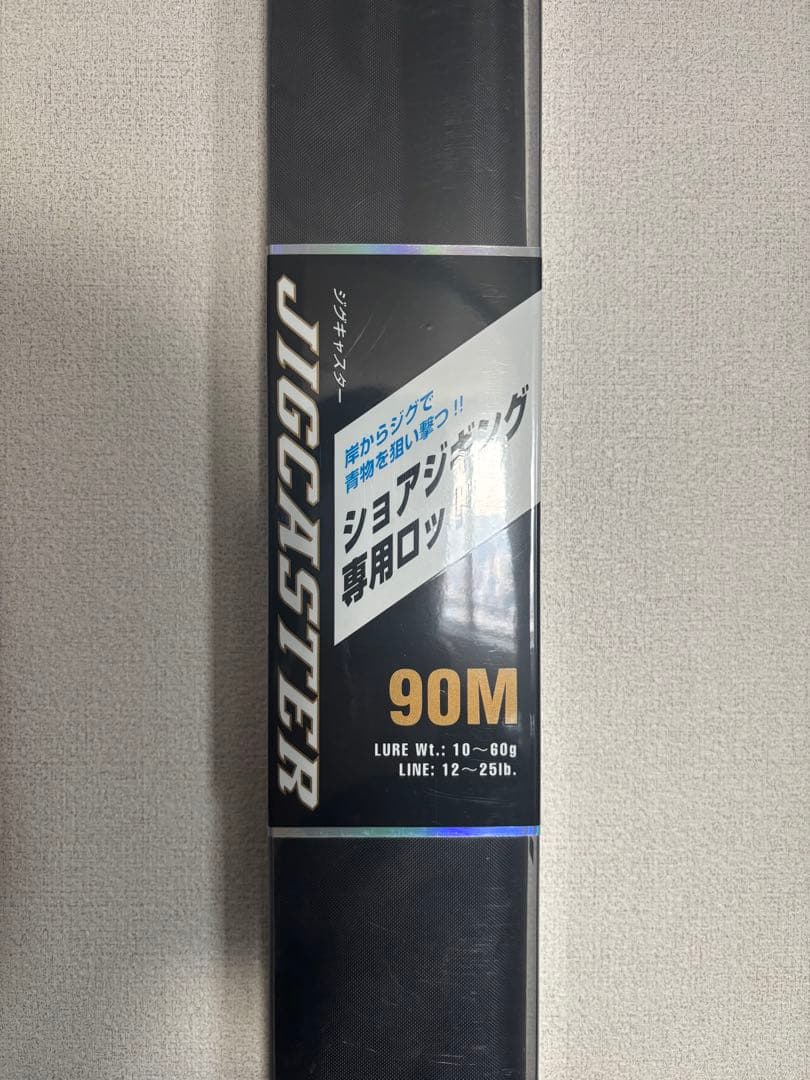 JIGCASTER
ジグキャスター
岸からジグで
青物を狙い撃つ!!
ショアジギング
専用ロッド
90M
LURE Wt.: 10〜60g
LINE: 12〜25lb.